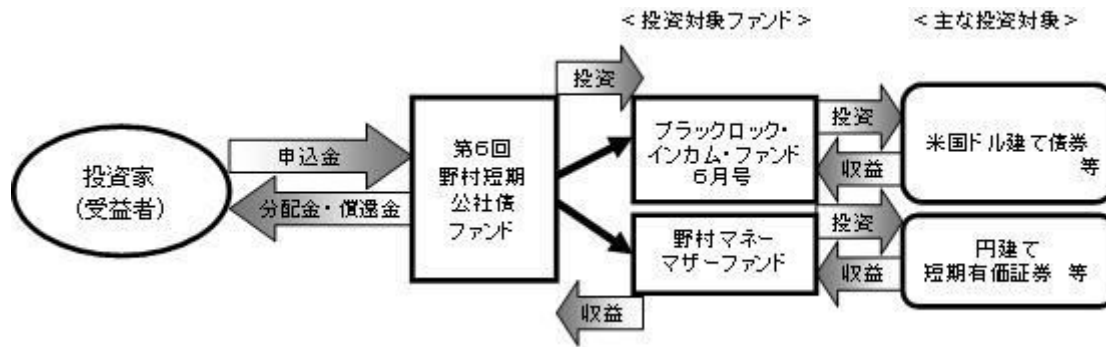 <投資対象ファンド>
<主な投資対象>
投資
投資家
(受益者)
申込金
分配金・償還金
第6回
野村短期
公社債
ファンド
ブラックロック・
インカム・ファンド
6月号
投資
収益
米国ドル建て債券
等
野村マネー
マザーファンド
投資
収益
円建て
短期有価証券 等
収益